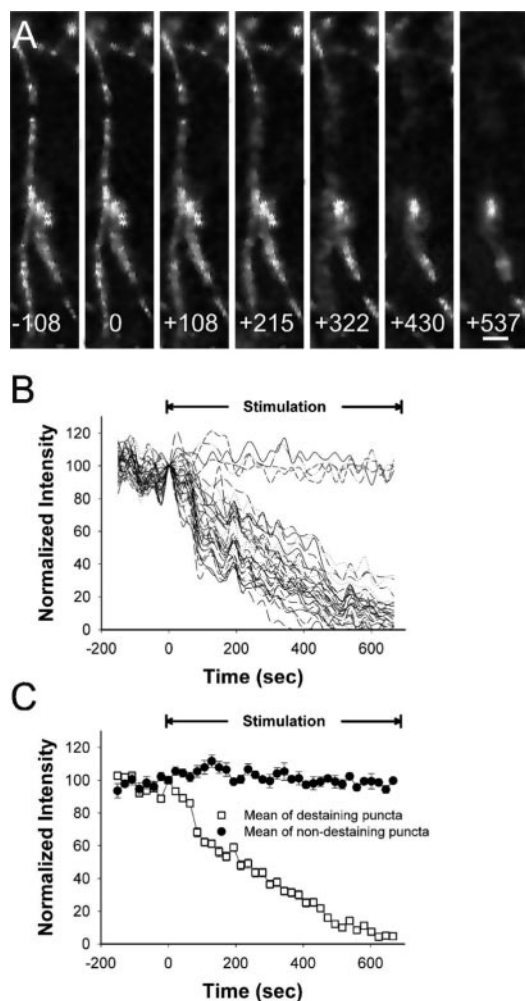 A
-108 0 +108 +215 +322 +430 +537
B
Stimulation
Normalized Intensity
120
100
80
60
40
20
0
-200 0 200 400 600
Time (sec)
C
Stimulation
Normalized Intensity
120
100
80
60
40
20
0
Mean of destaining puncta
Mean of non-destaining puncta
-200 0 200 400 600
Time (sec)